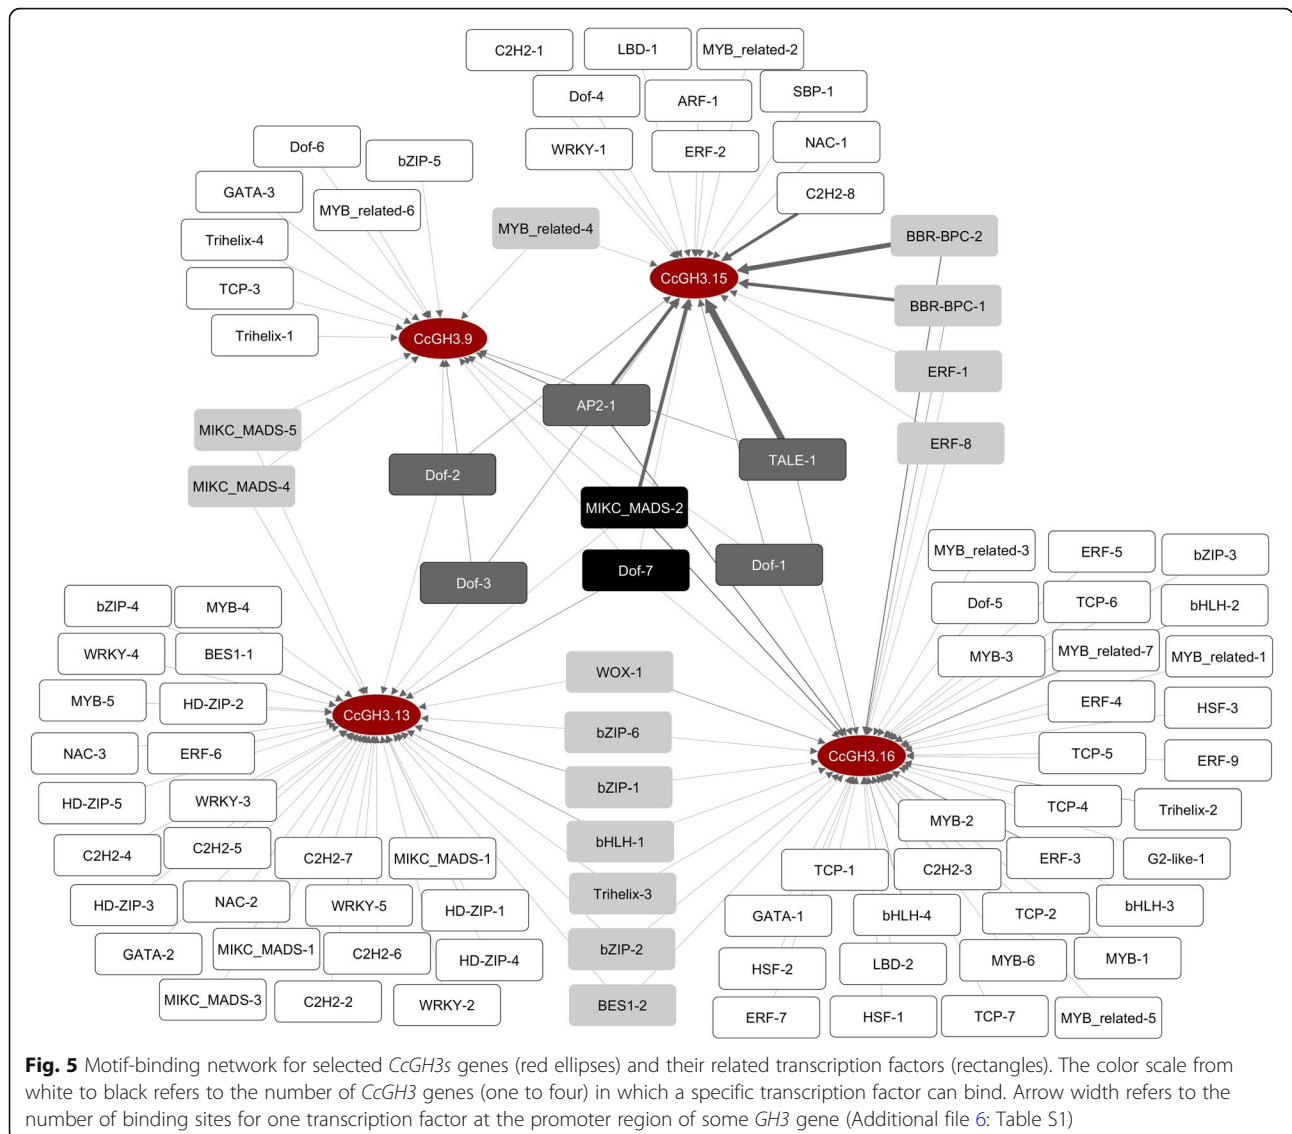 C2H2-1
LBD-1
MYB_related-2
Dof-4
ARF-1
SBP-1
WRKY-1
ERF-2
NAC-1
C2H2-8
Dof-6
bZIP-5
GATA-3
MYB_related-6
Trihelix-4
TCP-3
Trihelix-1
MYB_related-4
BBR-BPC-2
BBR-BPC-1
ERF-1
ERF-8
CcGH3.15
CcGH3.9
AP2-1
MIKC_MADS-5
MIKC_MADS-4
Dof-2
TALE-1
MIKC_MADS-2
Dof-3
Dof-7
Dof-1
bZIP-4
MYB-4
WRKY-4
BES1-1
MYB-5
HD-ZIP-2
CcGH3.13
NAC-3
ERF-6
HD-ZIP-5
WRKY-3
C2H2-4
C2H2-5
C2H2-7
MIKC_MADS-1
HD-ZIP-3
NAC-2
WRKY-5
HD-ZIP-1
GATA-2
MIKC_MADS-1
C2H2-6
HD-ZIP-4
MIKC_MADS-3
C2H2-2
WRKY-2
WOX-1
bZIP-6
bZIP-1
bHLH-1
Trihelix-3
bZIP-2
BES1-2
MYB_related-3
ERF-5
bZIP-3
Dof-5
TCP-6
bHLH-2
MYB-3
MYB_related-7
MYB_related-1
ERF-4
HSF-3
CcGH3.16
TCP-5
ERF-9
TCP-4
Trihelix-2
MYB-2
ERF-3
G2-like-1
TCP-1
C2H2-3
bHLH-3
GATA-1
bHLH-4
TCP-2
HSF-2
LBD-2
MYB-6
MYB-1
ERF-7
HSF-1
TCP-7
MYB_related-5
Fig. 5 Motif-binding network for selected CcGH3s genes (red ellipses) and their related transcription factors (rectangles). The color scale from
white to black refers to the number of CcGH3 genes (one to four) in which a specific transcription factor can bind. Arrow width refers to the
number of binding sites for one transcription factor at the promoter region of some GH3 gene (Additional file 6: Table S1)